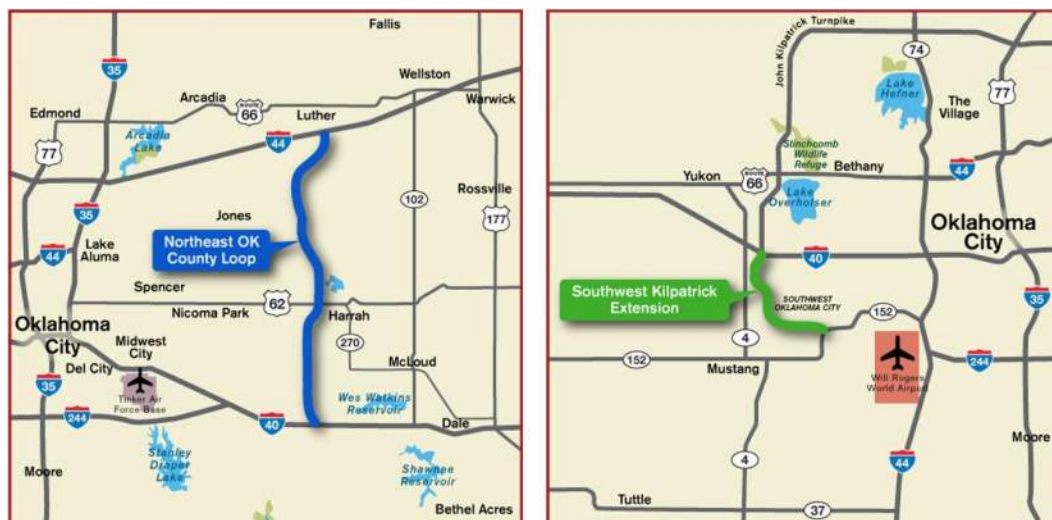 Fallis
35
Wellston
Arcadia
ROUTE
66
Warwick
Edmond
Luther
Arcadia
Lake
44
77
Rossville
102
35
177
Jones
Northeast OK
County Loop
44
Lake
Aluma
Spencer
62
Nicoma Park
Harrah
Oklahoma
City
Midwest
City
270
Del City
McLoud
35
Tinker Air
Force Base
Wes Watkins
Reservoir
244
40
Dale
Stanley
Draper
Lake
Moore
Shawnee
Reservoir
Bethel Acres
John Kilpatrick Turnpike
74
Lake
Hefner
77
The
Village
Stinchcomb
Wildlife
Refuge
Bethany
44
Yukon
ROUTE
66
Lake
Overholser
Oklahoma
City
40
Southwest Kilpatrick
Extension
SOUTHWEST
OKLAHOMA CITY
35
152
4
152
244
Mustang
Will Rogers
World Airport
Moore
4
44
Tuttle
37